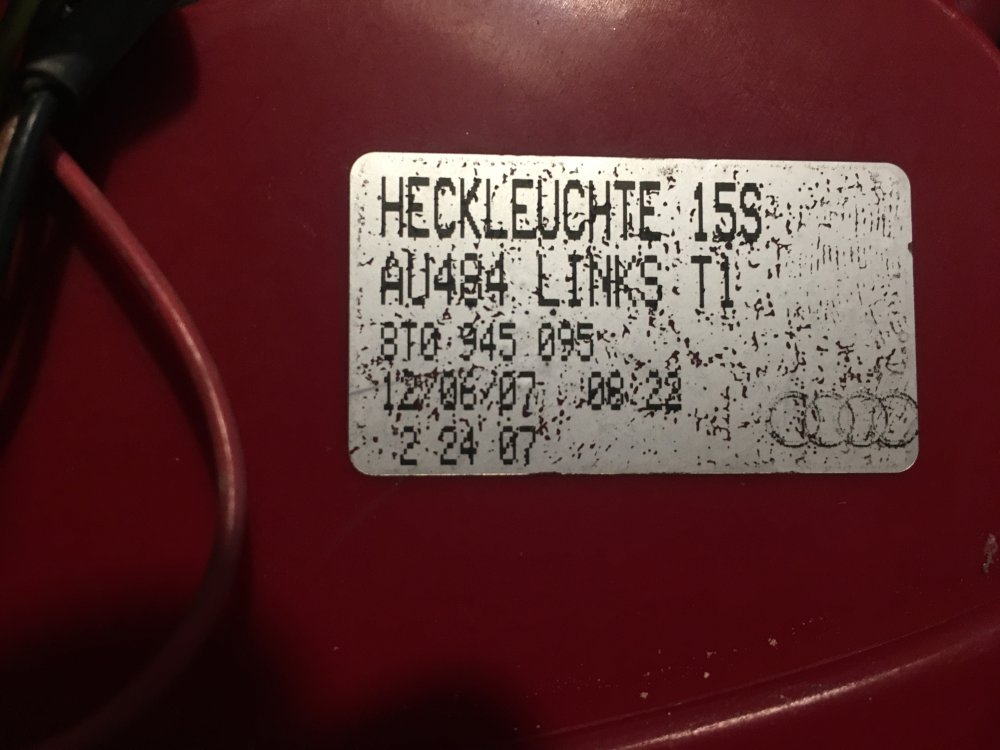 HECKLEUCHTE 15S
AU484 LINKS T1
8T0 945 095
12/06/07 08:22
2 24 07